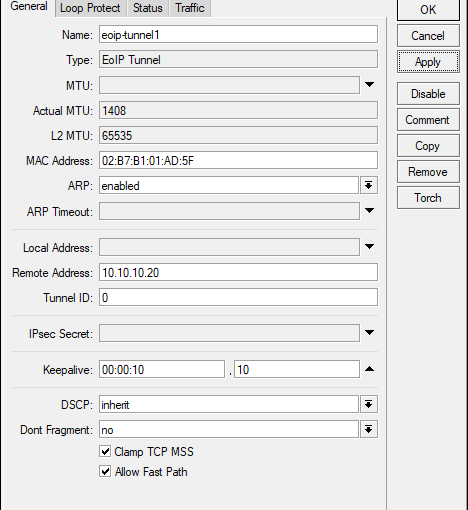 General Loop Protect Status Traffic
OK
Cancel
Apply
Disable
Comment
Copy
Remove
Torch
Name: eoip-tunnel1
Type: EoIP Tunnel
MTU:
Actual MTU: 1408
L2 MTU: 65535
MAC Address: 02:B7:B1:01:AD:5F
ARP: enabled
ARP Timeout:
Local Address:
Remote Address: 10.10.10.20
Tunnel ID: 0
IPsec Secret:
Keepalive: 00:00:10 , 10
DSCP: inherit
Dont Fragment: no
Clamp TCP MSS
Allow Fast Path